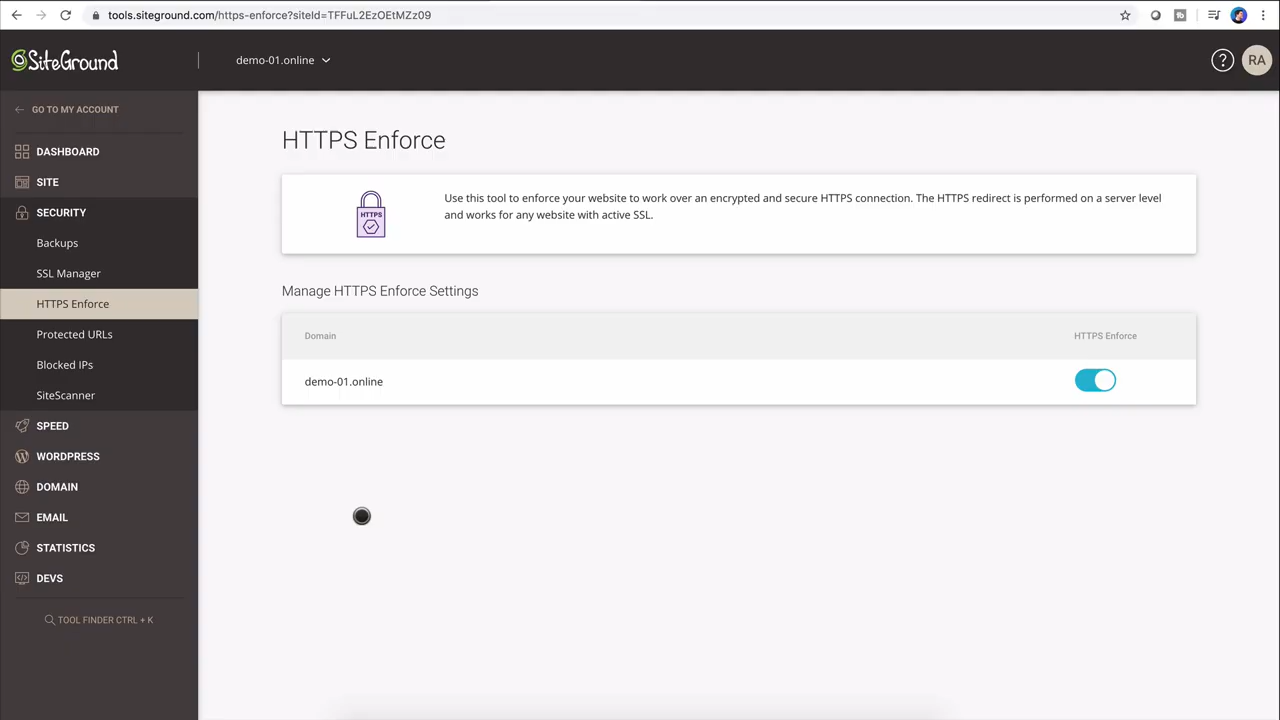 tools.siteground.com/https-enforce?siteId=TFFuL2EzOEtMZz09
SiteGround
demo-01.online
?
RA
GO TO MY ACCOUNT
DASHBOARD
SITE
SECURITY
Backups
SSL Manager
HTTPS Enforce
Protected URLs
Blocked IPs
SiteScanner
SPEED
WORDPRESS
DOMAIN
EMAIL
STATISTICS
DEVS
TOOL FINDER CTRL + K
HTTPS Enforce
HTTPS
Use this tool to enforce your website to work over an encrypted and secure HTTPS connection. The HTTPS redirect is performed on a server level
and works for any website with active SSL.
Manage HTTPS Enforce Settings
Domain
HTTPS Enforce
demo-01.online